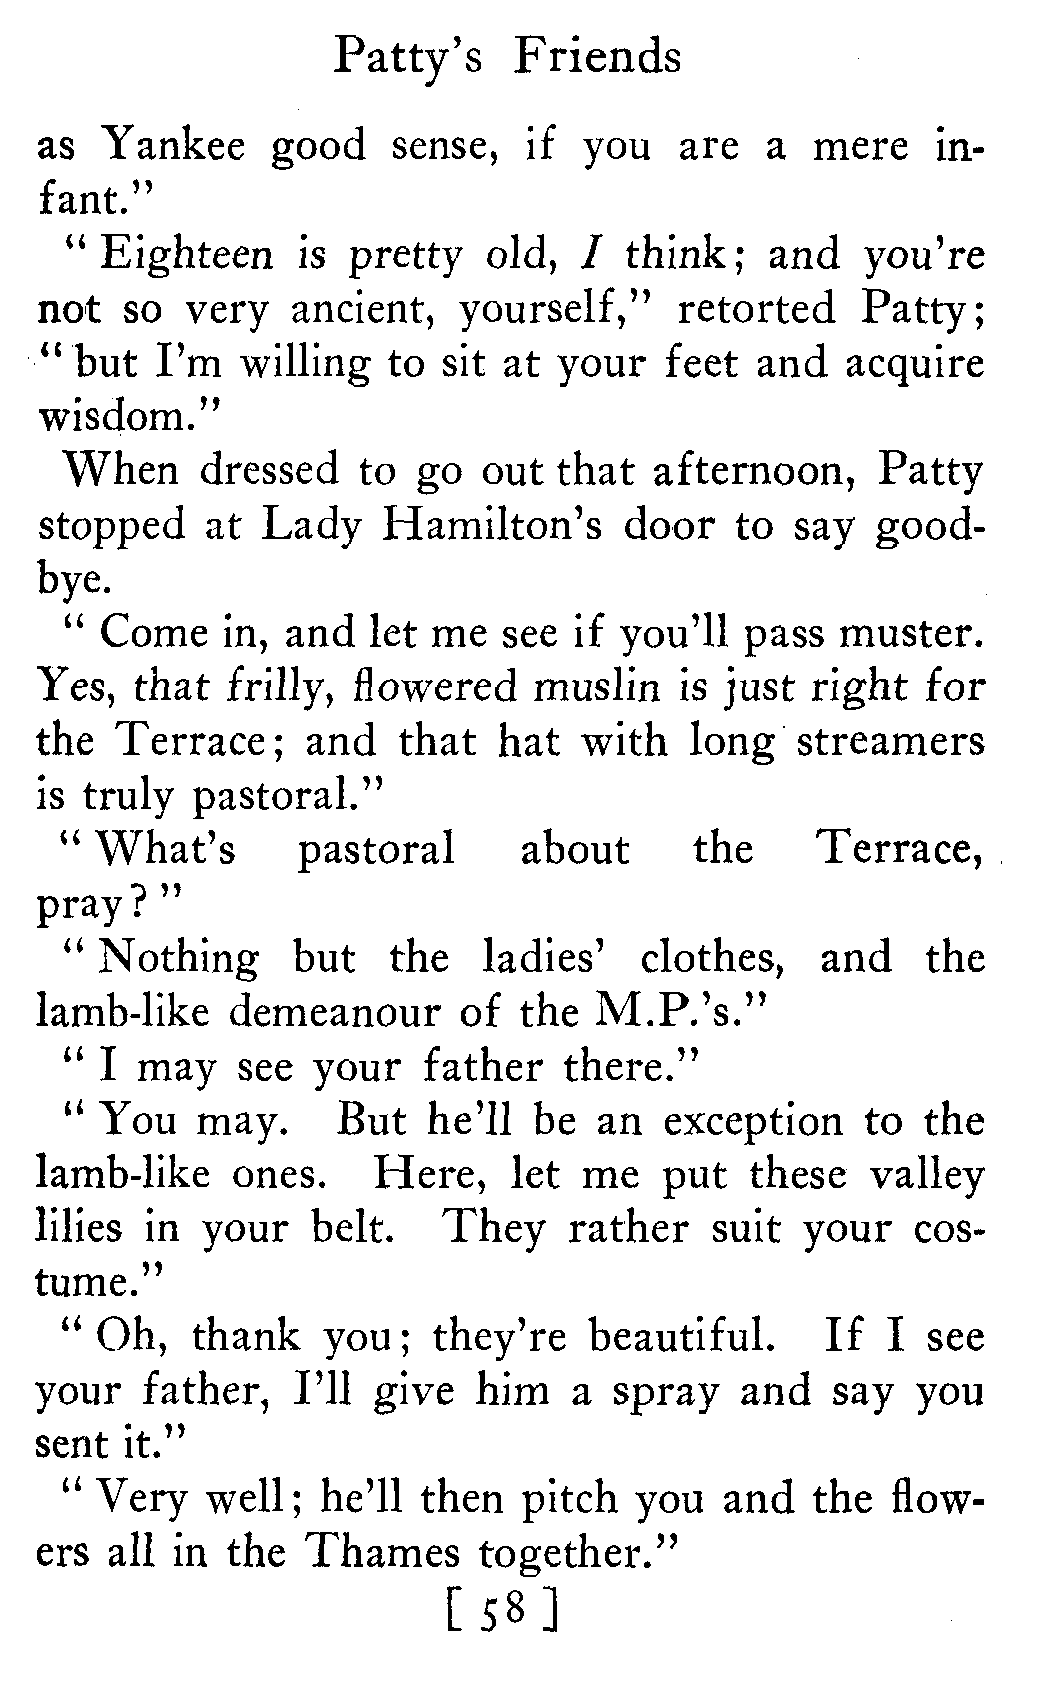 Patty's Friends
as Yankee good sense, if you are a mere in-
fant."
" Eighteen is pretty old, I think; and you're
not so very ancient, yourself," retorted Patty;
" but I'm willing to sit at your feet and acquire
wisdom."
When dressed to go out that afternoon, Patty
stopped at Lady Hamilton's door to say good-
bye.
" Come in, and let me see if you'll pass muster.
Yes, that frilly, flowered muslin is just right for
the Terrace; and that hat with long streamers
is truly pastoral."
" What's pastoral about the Terrace,
pray? "
" Nothing but the ladies' clothes, and the
lamb-like demeanour of the M.P.'s."
" I may see your father there."
" You may. But he'll be an exception to the
lamb-like ones. Here, let me put these valley
lilies in your belt. They rather suit your cos-
tume."
" Oh, thank you; they're beautiful. If I see
your father, I'll give him a spray and say you
sent it."
" Very well; he'll then pitch you and the flow-
ers all in the Thames together."
[ 58 ]